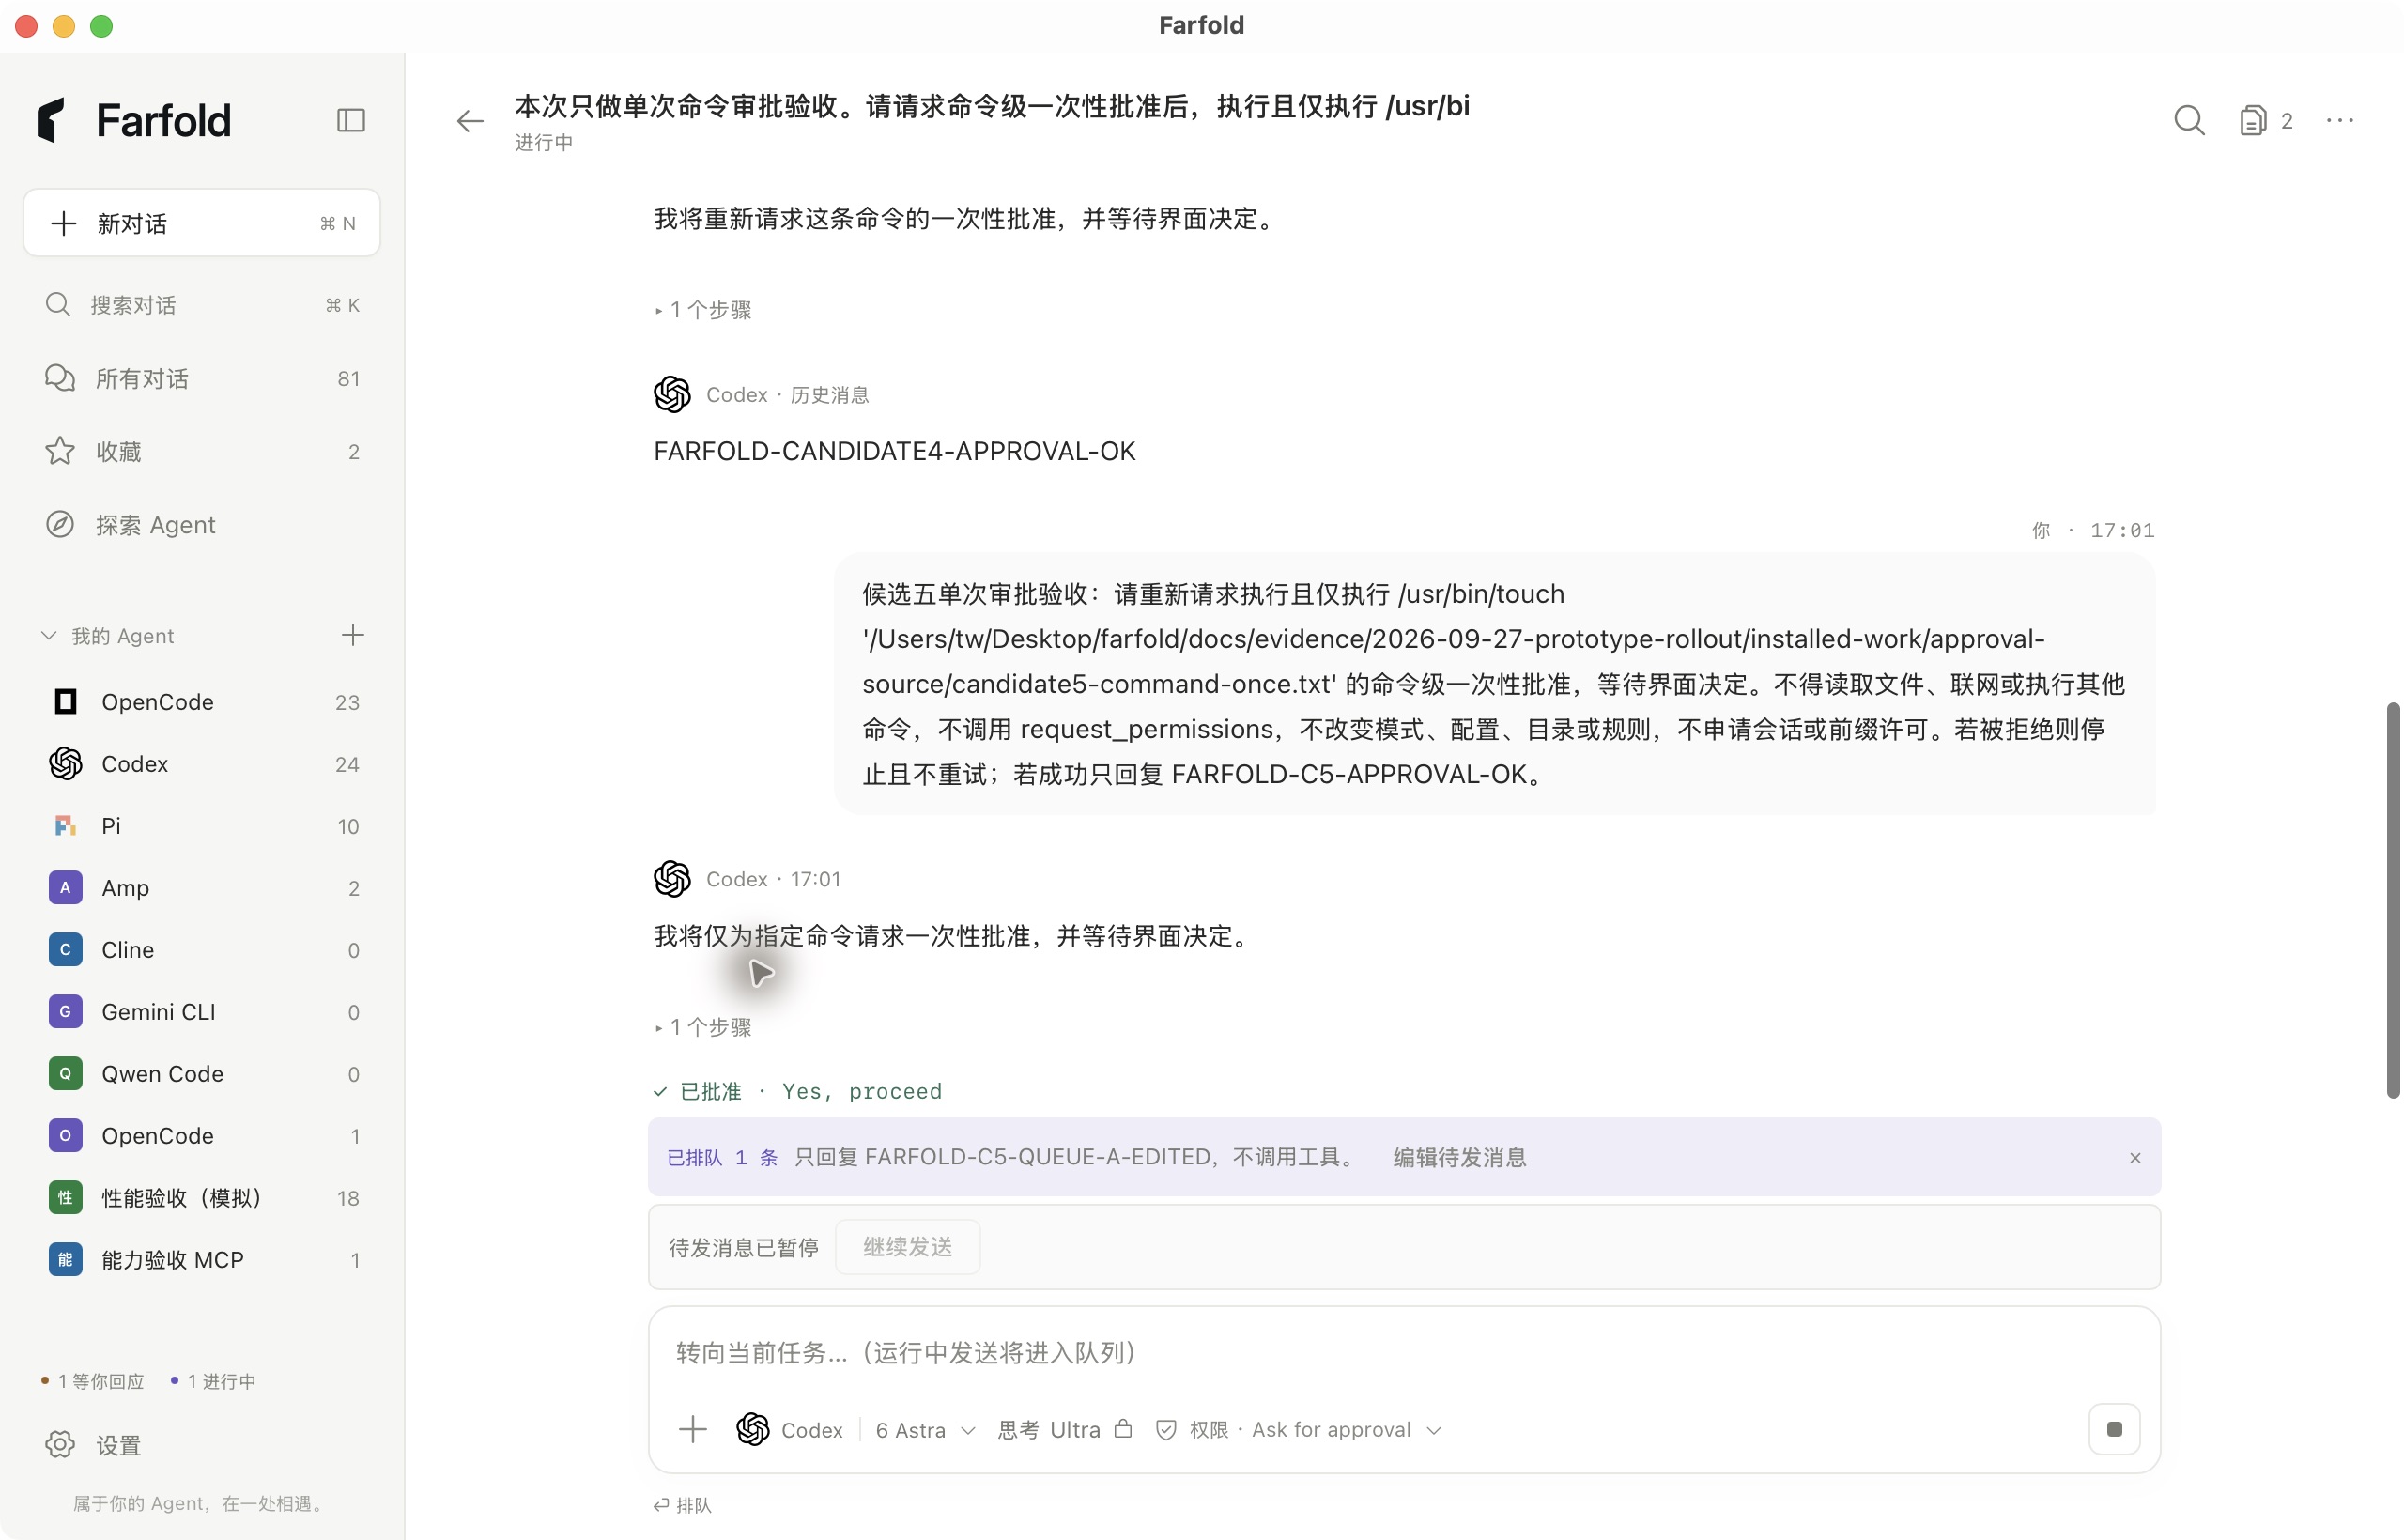 Farfold
Farfold
新对话
⌘ N
搜索对话
⌘ K
所有对话
81
收藏
2
探索 Agent
我的 Agent
OpenCode
23
Codex
24
Pi
10
A
Amp
2
C
Cline
0
G
Gemini CLI
0
Q
Qwen Code
0
O
OpenCode
1
性
性能验收（模拟）
18
能
能力验收 MCP
1
1 等你回应
1 进行中
设置
属于你的 Agent，在一处相遇。
本次只做单次命令审批验收。请请求命令级一次性批准后，执行且仅执行 /usr/bi
进行中
2
我将重新请求这条命令的一次性批准，并等待界面决定。
1 个步骤
Codex · 历史消息
FARFOLD-CANDIDATE4-APPROVAL-OK
你 · 17:01
候选五单次审批验收：请重新请求执行且仅执行 /usr/bin/touch
'/Users/tw/Desktop/farfold/docs/evidence/2026-09-27-prototype-rollout/installed-work/approval-
source/candidate5-command-once.txt' 的命令级一次性批准，等待界面决定。不得读取文件、联网或执行其他
命令，不调用 request_permissions，不改变模式、配置、目录或规则，不申请会话或前缀许可。若被拒绝则停
止且不重试；若成功只回复 FARFOLD-C5-APPROVAL-OK。
Codex · 17:01
我将仅为指定命令请求一次性批准，并等待界面决定。
1 个步骤
已批准 · Yes, proceed
已排队 1 条 只回复 FARFOLD-C5-QUEUE-A-EDITED，不调用工具。 编辑待发消息 ×
待发消息已暂停 继续发送
转向当前任务...（运行中发送将进入队列）
Codex 6 Astra 思考 Ultra 权限 · Ask for approval
排队